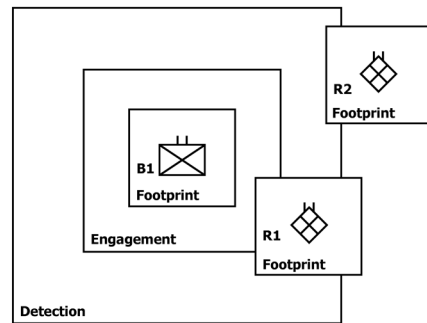 R2
Footprint
B1
Footprint
R1
Engagement
Footprint
Detection